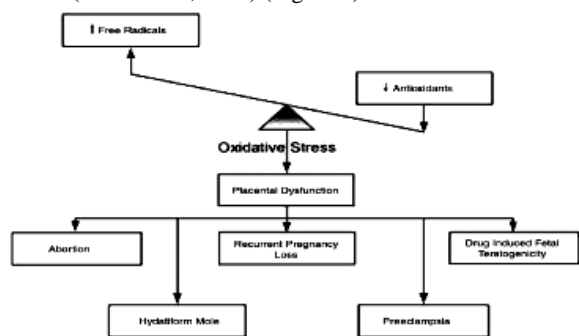 ↑ Free Radicals
↓ Antioxidants
Oxidative Stress
Placental Dysfunction
Abortion
Recurrent Pregnancy
Loss
Drug Induced Fetal
Teratogenicity
Hydatiform Mole
Preeclampsia